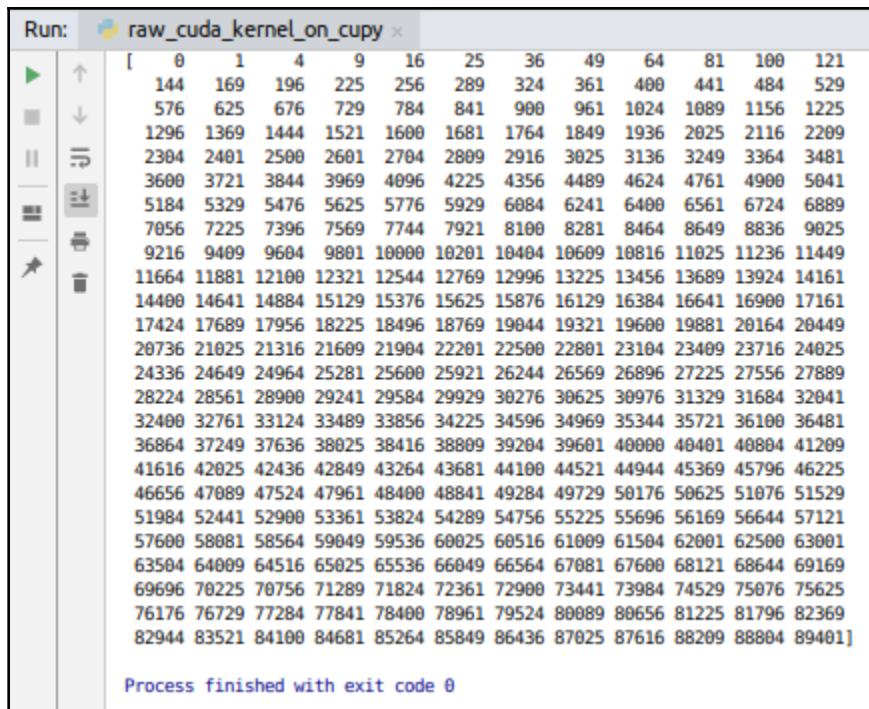 Run: raw_cuda_kernel_on_cupy ×
[ 0 1 4 9 16 25 36 49 64 81 100 121
144 169 196 225 256 289 324 361 400 441 484 529
576 625 676 729 784 841 900 961 1024 1089 1156 1225
1296 1369 1444 1521 1600 1681 1764 1849 1936 2025 2116 2209
2304 2401 2500 2601 2704 2809 2916 3025 3136 3249 3364 3481
3600 3721 3844 3969 4096 4225 4356 4489 4624 4761 4900 5041
5184 5329 5476 5625 5776 5929 6084 6241 6400 6561 6724 6889
7056 7225 7396 7569 7744 7921 8100 8281 8464 8649 8836 9025
9216 9409 9604 9801 10000 10201 10404 10609 10816 11025 11236 11449
11664 11881 12100 12321 12544 12769 12996 13225 13456 13689 13924 14161
14400 14641 14884 15129 15376 15625 15876 16129 16384 16641 16900 17161
17424 17689 17956 18225 18496 18769 19044 19321 19600 19881 20164 20449
20736 21025 21316 21609 21904 22201 22500 22801 23104 23409 23716 24025
24336 24649 24964 25281 25600 25921 26244 26569 26896 27225 27556 27889
28224 28561 28900 29241 29584 29929 30276 30625 30976 31329 31684 32041
32400 32761 33124 33489 33856 34225 34596 34969 35344 35721 36100 36481
36864 37249 37636 38025 38416 38809 39204 39601 40000 40401 40804 41209
41616 42025 42436 42849 43264 43681 44100 44521 44944 45369 45796 46225
46656 47089 47524 47961 48400 48841 49284 49729 50176 50625 51076 51529
51984 52441 52900 53361 53824 54289 54756 55225 55696 56169 56644 57121
57600 58081 58564 59049 59536 60025 60516 61009 61504 62001 62500 63001
63504 64009 64516 65025 65536 66049 66564 67081 67600 68121 68644 69169
69696 70225 70756 71289 71824 72361 72900 73441 73984 74529 75076 75625
76176 76729 77284 77841 78400 78961 79524 80089 80656 81225 81796 82369
82944 83521 84100 84681 85264 85849 86436 87025 87616 88209 88804 89401]
Process finished with exit code 0